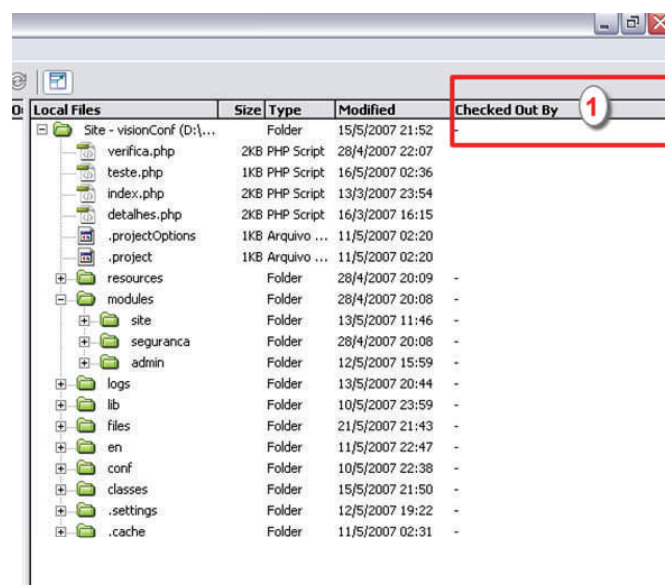 Local Files Size Type Modified Checked Out By 1
Site - visionConf (D:\... Folder 15/5/2007 21:52 -
verifica.php 2KB PHP Script 28/4/2007 22:07
teste.php 1KB PHP Script 16/5/2007 02:36
index.php 2KB PHP Script 13/3/2007 23:54
detalhes.php 2KB PHP Script 16/3/2007 16:15
.projectOptions 1KB Arquivo ... 11/5/2007 02:20
.project 1KB Arquivo ... 11/5/2007 02:20
resources Folder 28/4/2007 20:09 -
modules Folder 28/4/2007 20:08 -
site Folder 13/5/2007 11:46 -
seguranca Folder 28/4/2007 20:08 -
admin Folder 12/5/2007 15:59 -
logs Folder 13/5/2007 20:44 -
lib Folder 10/5/2007 23:59 -
files Folder 21/5/2007 21:43 -
en Folder 11/5/2007 22:47 -
conf Folder 10/5/2007 22:38 -
classes Folder 15/5/2007 21:50 -
.settings Folder 12/5/2007 19:22 -
.cache Folder 11/5/2007 02:31 -